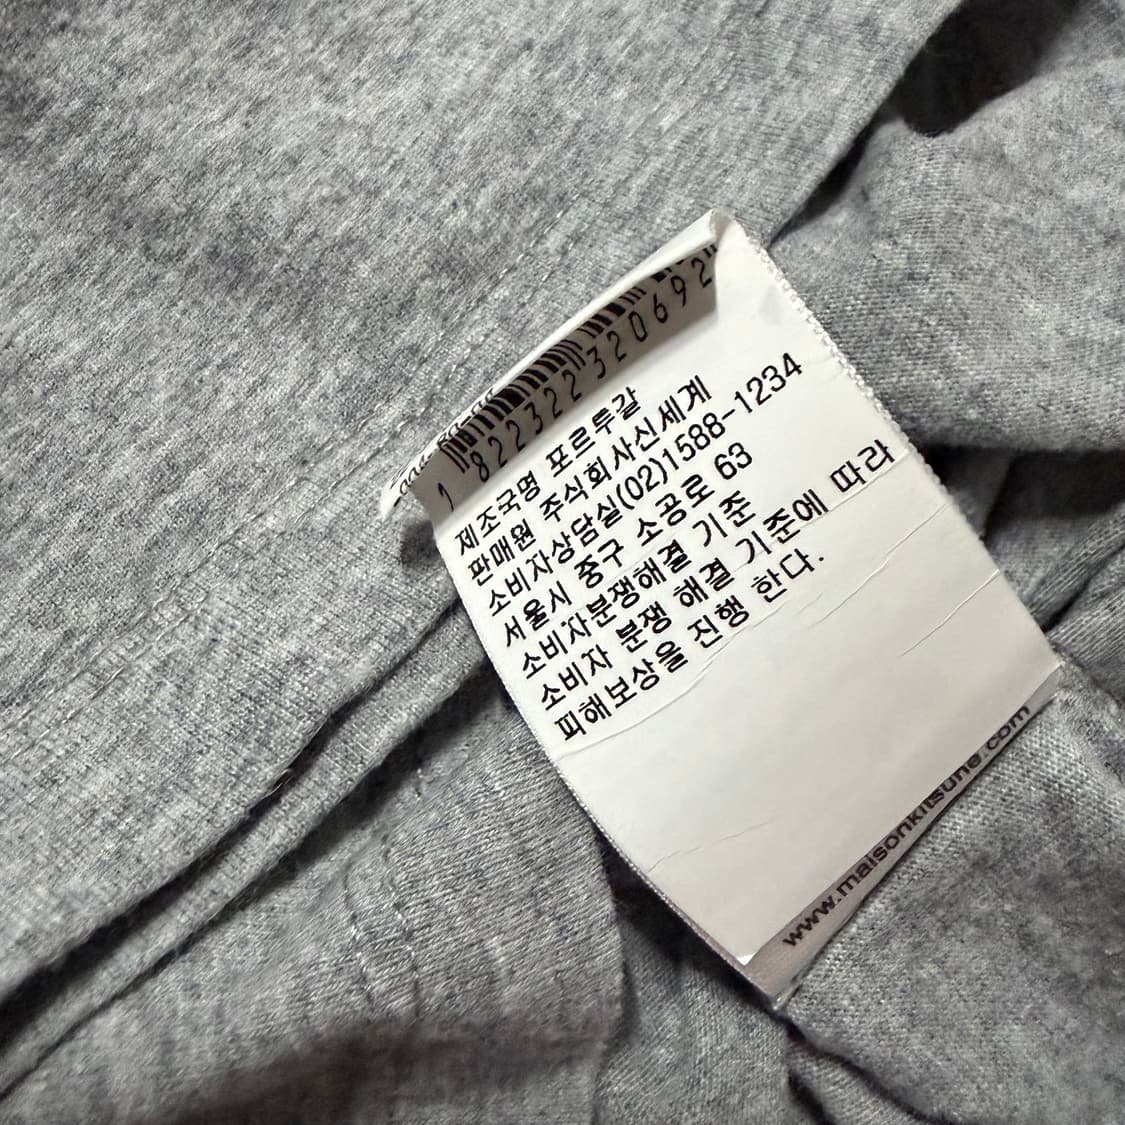 1822322320692
제조국명 포르투갈
판매원 주식회사신세계
소비자상담실(02)1588-1234
서울시 중구 소공로 63
소비자분쟁해결 기준
소비자 분쟁 해결 기준에 따라
피해보상을 진행 한다.
www.maisonkitsune.com